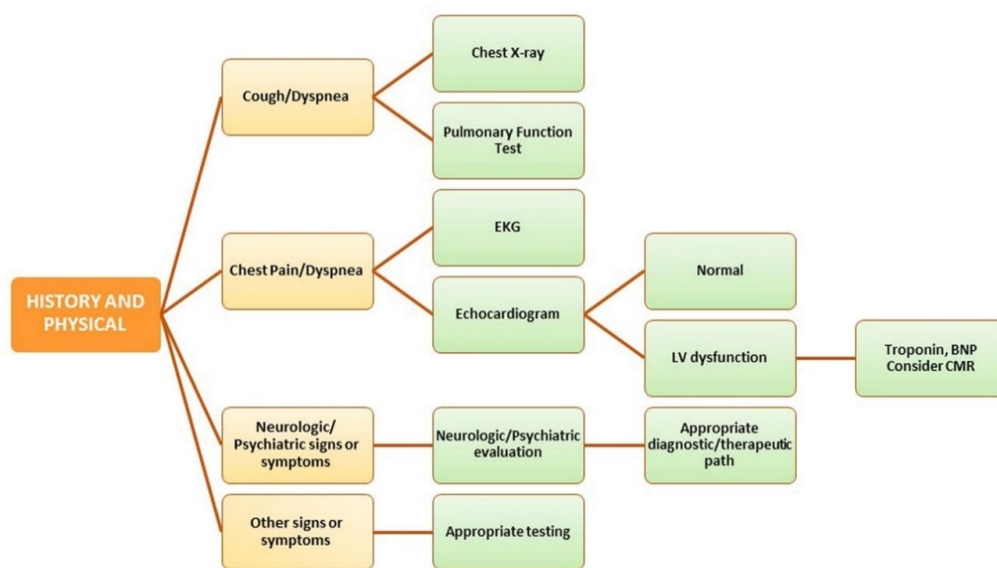 HISTORY AND
PHYSICAL
Cough/Dyspnea
Chest X-ray
Pulmonary Function
Test
Chest Pain/Dyspnea
EKG
Echocardiogram
Normal
LV dysfunction
Troponin, BNP
Consider CMR
Neurologic/
Psychiatric signs or
symptoms
Neurologic/Psychiatric
evaluation
Appropriate
diagnostic/therapeutic
path
Other signs or
symptoms
Appropriate testing